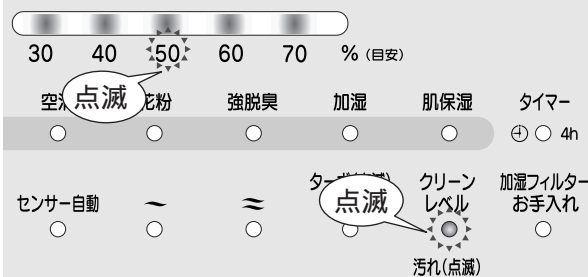 30 40 50 60 70 % (目安)
点滅
空 花粉 強脱臭 加湿 肌保湿 タイマー
4h
センサー自動
点滅
クリーン
レベル
加湿フィルター
お手入れ
汚れ(点滅)